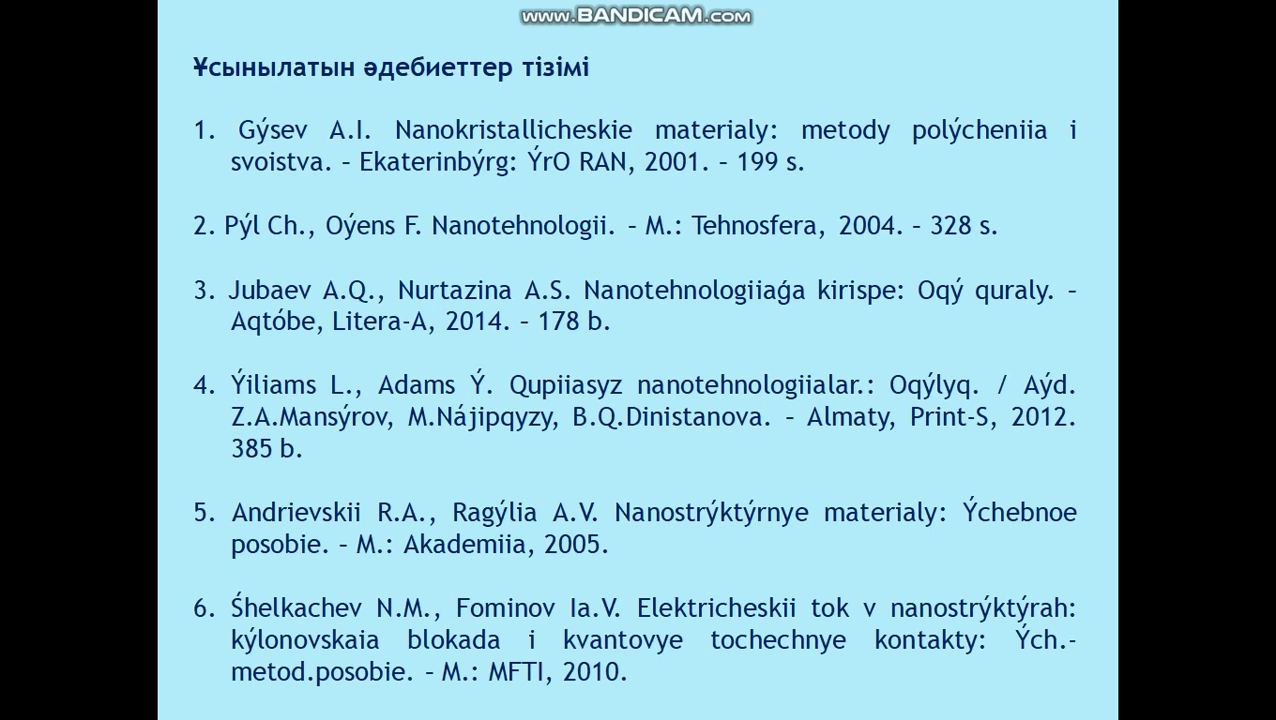 www.BANDICAM.com
Ұсынылатын әдебиеттер тізімі
1. Gýsev A.I. Nanokristallicheskie materialy: metody polýcheniia i
svoistva. – Ekaterinbýrg: ÝrO RAN, 2001. – 199 s.
2. Pýl Ch., Oýens F. Nanotehnologii. – M.: Tehnosfera, 2004. – 328 s.
3. Jubaev A.Q., Nurtazina A.S. Nanotehnologiiaǵa kirispe: Oqý quraly. –
Aqtóbe, Litera-A, 2014. – 178 b.
4. Ýiliams L., Adams Ý. Qupiiasyz nanotehnologiialar.: Oqýlyq. / Aýd.
Z.A.Mansýrov, M.Nájipqyzy, B.Q.Dinistanova. – Almaty, Print-S, 2012.
385 b.
5. Andrievskii R.A., Ragýlia A.V. Nanostrýktýrnye materialy: Ýchebnoe
posobie. – M.: Akademiia, 2005.
6. Śhelkachev N.M., Fominov Ia.V. Elektricheskii tok v nanostrýktýrah:
kýlonovskaia blokada i kvantovye tochechnye kontakty: Ých.-
metod.posobie. – M.: MFTI, 2010.